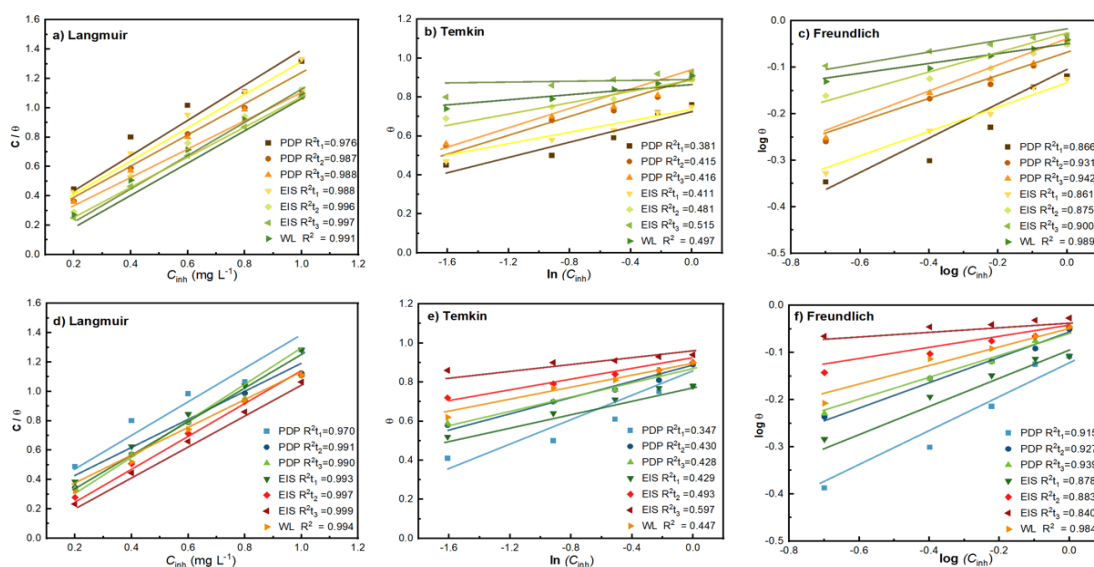 a) Langmuir
1.6
1.4
1.2
1.0
0.8
0.6
0.4
0.2
0.0
C / θ
PDP R²t₁=0.976
PDP R²t₂=0.987
PDP R²t₃=0.988
EIS R²t₁=0.988
EIS R²t₂=0.996
EIS R²t₃=0.997
WL R² = 0.991
0.2 0.4 0.6 0.8 1.0
Cinh (mg L⁻¹)
b) Temkin
1.2
1.0
0.8
0.6
0.4
0.2
0.0
θ
PDP R²t₁=0.381
PDP R²t₂=0.415
PDP R²t₃=0.416
EIS R²t₁=0.411
EIS R²t₂=0.481
EIS R²t₃=0.515
WL R² = 0.497
-1.6 -1.2 -0.8 -0.4 0.0
ln (Cinh)
c) Freundlich
0.0
-0.1
-0.2
-0.3
-0.4
-0.5
log θ
PDP R²t₁=0.866
PDP R²t₂=0.931
PDP R²t₃=0.942
EIS R²t₁=0.861
EIS R²t₂=0.875
EIS R²t₃=0.900
WL R² =0.989
-0.8 -0.6 -0.4 -0.2 0.0
log (Cinh)
d) Langmuir
1.6
1.4
1.2
1.0
0.8
0.6
0.4
0.2
0.0
C / θ
PDP R²t₁=0.970
PDP R²t₂=0.991
PDP R²t₃=0.990
EIS R²t₁=0.993
EIS R²t₂=0.997
EIS R²t₃=0.999
WL R² = 0.994
0.2 0.4 0.6 0.8 1.0
Cinh (mg L⁻¹)
e) Temkin
1.2
1.0
0.8
0.6
0.4
0.2
0.0
θ
PDP R²t₁=0.347
PDP R²t₂=0.430
PDP R²t₃=0.428
EIS R²t₁=0.429
EIS R²t₂=0.493
EIS R²t₃=0.597
WL R² =0.447
-1.6 -1.2 -0.8 -0.4 0.0
ln (Cinh)
f) Freundlich
0.0
-0.1
-0.2
-0.3
-0.4
-0.5
log θ
PDP R²t₁=0.915
PDP R²t₂=0.927
PDP R²t₃=0.939
EIS R²t₁=0.878
EIS R²t₂=0.883
EIS R²t₃=0.840
WL R² =0.984
-0.8 -0.6 -0.4 -0.2 0.0
log (Cinh)